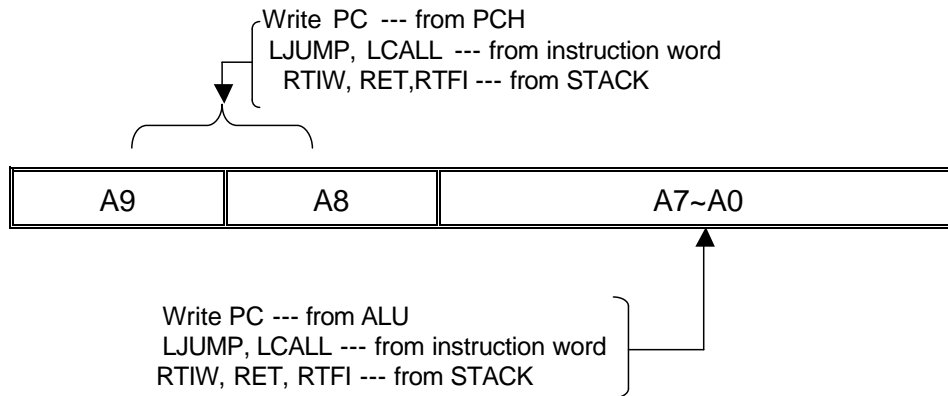 Write PC --- from PCH
LJUMP, LCALL --- from instruction word
RTIW, RET,RTFI --- from STACK
A9 A8 A7~A0
Write PC --- from ALU
LJUMP, LCALL --- from instruction word
RTIW, RET, RTFI --- from STACK